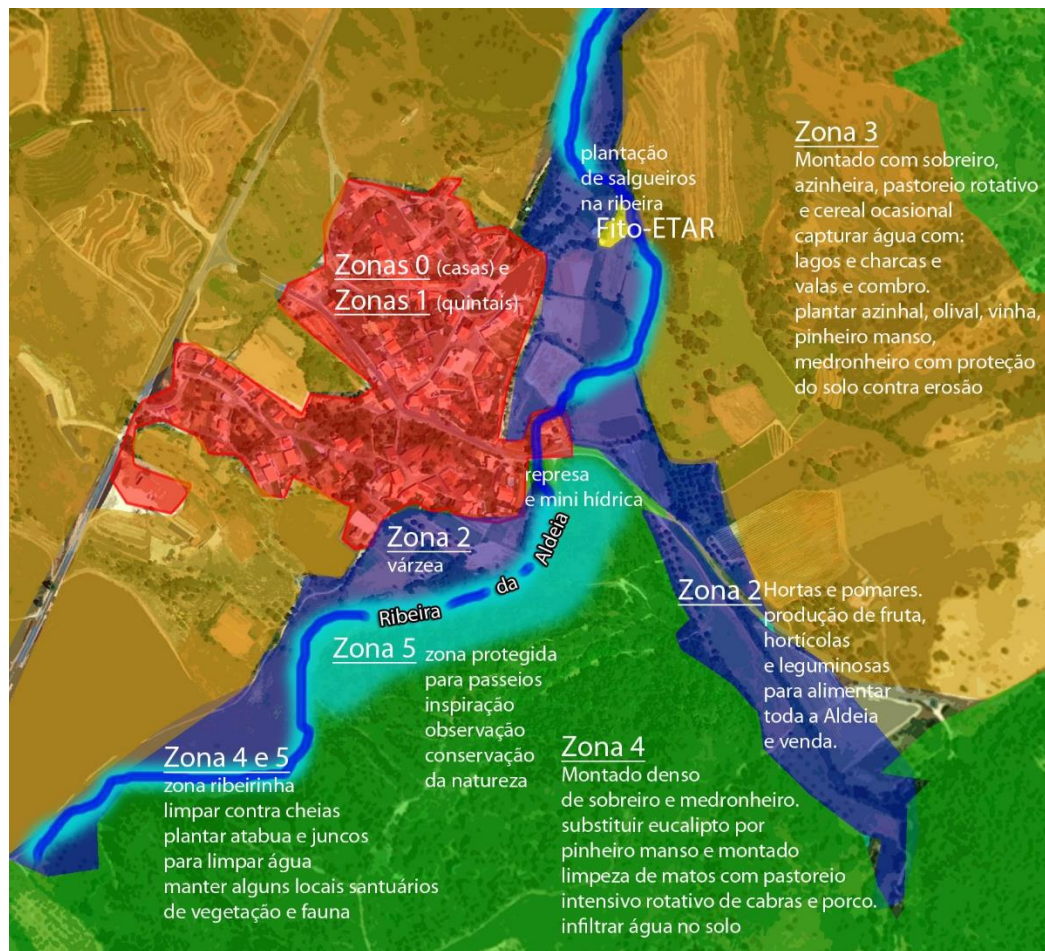 Zona 3
Montado com sobreiro,
azinheira, pastoreio rotativo
e cereal ocasional
capturar água com:
lagos e charcas e
valas e combro.
plantar azinhal, olival, vinha,
pinheiro manso,
medronheiro com proteção
do solo contra erosão
plantação
de salgueiros
na ribeira
Fito-ETAR
Zonas 0 (casas) e
Zonas 1 (quintais)
represa
e mini hídrica
Zona 2
várzea
Ribeira da Aldeia
Zona 2 Hortas e pomares.
produção de fruta,
hortícolas
e leguminosas
para alimentar
toda a Aldeia
e venda.
Zona 5 zona protegida
para passeios
inspiração
observação
conservação
da natureza
Zona 4 e 5
zona ribeirinha
limpar contra cheias
plantar atabua e juncos
para limpar água
manter alguns locais santuários
de vegetação e fauna
Zona 4
Montado denso
de sobreiro e medronheiro.
substituir eucalipto por
pinheiro manso e montado
limpeza de matos com pastoreio
intensivo rotativo de cabras e porco.
infiltrar água no solo